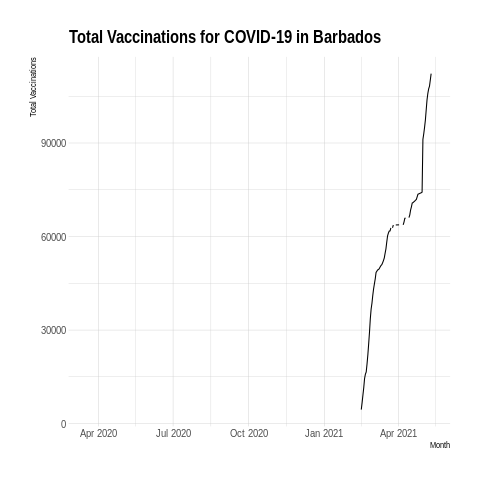 Total Vaccinations for COVID-19 in Barbados
Total Vaccinations
90000
60000
30000
0
Apr 2020 Jul 2020 Oct 2020 Jan 2021 Apr 2021
Month